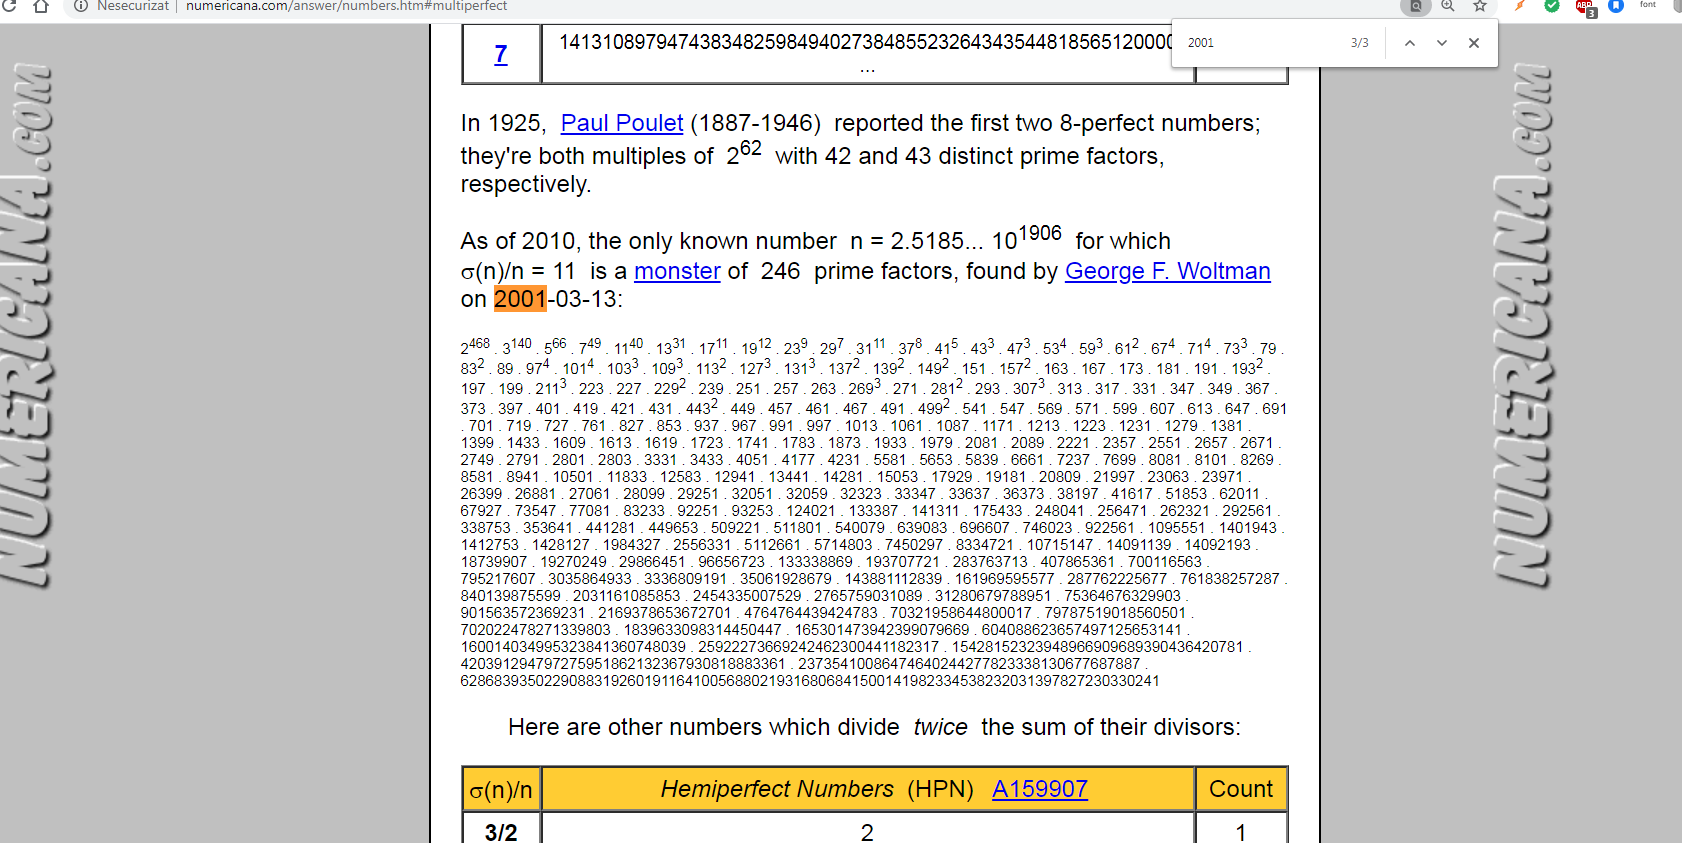 Nesecurizat | numericana.com/answer/numbers.htm#multiperfect
ABP 3 font
2001 3/3
7 141310897947438348259849402738485523264343544818565120000
...
NUMERICANA.COM
NUMERICANA.COM
In 1925, Paul Poulet (1887-1946) reported the first two 8-perfect numbers;
they're both multiples of 2^62 with 42 and 43 distinct prime factors,
respectively.
As of 2010, the only known number n = 2.5185... 10^1906 for which
σ(n)/n = 11 is a monster of 246 prime factors, found by George F. Woltman
on 2001-03-13:
2^468 . 3^140 . 5^66 . 7^49 . 11^40 . 13^31 . 17^11 . 19^12 . 23^9 . 29^7 . 31^11 . 37^8 . 41^5 . 43^3 . 47^3 . 53^4 . 59^3 . 61^2 . 67^4 . 71^4 . 73^3 . 79 .
83^2 . 89 . 97^4 . 101^4 . 103^3 . 109^3 . 113^2 . 127^3 . 131^3 . 137^2 . 139^2 . 149^2 . 151 . 157^2 . 163 . 167 . 173 . 181 . 191 . 193^2 .
197 . 199 . 211^3 . 223 . 227 . 229^2 . 239 . 251 . 257 . 263 . 269^3 . 271 . 281^2 . 293 . 307^3 . 313 . 317 . 331 . 347 . 349 . 367 .
373 . 397 . 401 . 419 . 421 . 431 . 443^2 . 449 . 457 . 461 . 467 . 491 . 499^2 . 541 . 547 . 569 . 571 . 599 . 607 . 613 . 647 . 691
. 701 . 719 . 727 . 761 . 827 . 853 . 937 . 967 . 991 . 997 . 1013 . 1061 . 1087 . 1171 . 1213 . 1223 . 1231 . 1279 . 1381 .
1399 . 1433 . 1609 . 1613 . 1619 . 1723 . 1741 . 1783 . 1873 . 1933 . 1979 . 2081 . 2089 . 2221 . 2357 . 2551 . 2657 . 2671 .
2749 . 2791 . 2801 . 2803 . 3331 . 3433 . 4051 . 4177 . 4231 . 5581 . 5653 . 5839 . 6661 . 7237 . 7699 . 8081 . 8101 . 8269 .
8581 . 8941 . 10501 . 11833 . 12583 . 12941 . 13441 . 14281 . 15053 . 17929 . 19181 . 20809 . 21997 . 23063 . 23971 .
26399 . 26881 . 27061 . 28099 . 29251 . 32051 . 32059 . 32323 . 33347 . 33637 . 36373 . 38197 . 41617 . 51853 . 62011 .
67927 . 73547 . 77081 . 83233 . 92251 . 93253 . 124021 . 133387 . 141311 . 175433 . 248041 . 256471 . 262321 . 292561 .
338753 . 353641 . 441281 . 449653 . 509221 . 511801 . 540079 . 639083 . 696607 . 746023 . 922561 . 1095551 . 1401943 .
1412753 . 1428127 . 1984327 . 2556331 . 5112661 . 5714803 . 7450297 . 8334721 . 10715147 . 14091139 . 14092193 .
18739907 . 19270249 . 29866451 . 96656723 . 133338869 . 193707721 . 283763713 . 407865361 . 700116563 .
795217607 . 3035864933 . 3336809191 . 35061928679 . 143881112839 . 161969595577 . 287762225677 . 761838257287 .
840139875599 . 2031161085853 . 2454335007529 . 2765759031089 . 31280679788951 . 75364676329903 .
901563572369231 . 2169378653672701 . 4764764439424783 . 70321958644800017 . 79787519018560501 .
702022478271339803 . 1839633098314450447 . 165301473942399079669 . 604088623657497125653141 .
160014034995323841360748039 . 25922273669242462300441182317 . 15428152323948966909689390436420781 .
420391294797275951862132367930818883361 . 23735410086474640244277823338130677687887 .
628683935022908831926019116410056880219316806841500141982334538232031397827230330241
Here are other numbers which divide twice the sum of their divisors:
σ(n)/n Hemiperfect Numbers (HPN) A159907 Count
3/2 2 1